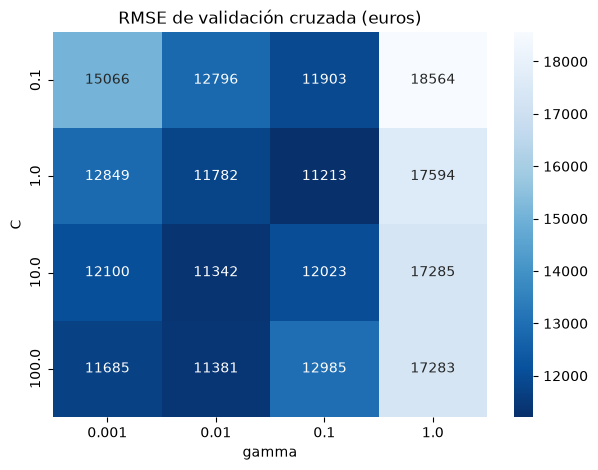 RMSE de validación cruzada (euros)
0.1 15066 12796 11903 18564
1.0 12849 11782 11213 17594
10.0 12100 11342 12023 17285
100.0 11685 11381 12985 17283
C
0.001 0.01 0.1 1.0
gamma
18000
17000
16000
15000
14000
13000
12000